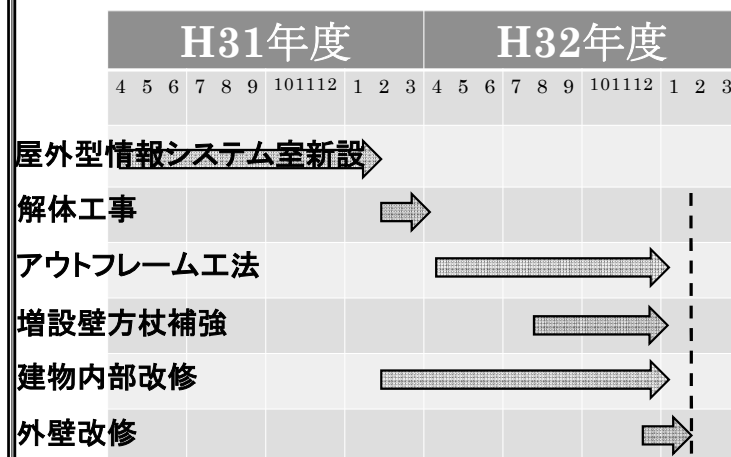 H31年度 H32年度
4 5 6 7 8 9 10 11 12 1 2 3 4 5 6 7 8 9 10 11 12 1 2 3
屋外型情報システム室新設
解体工事
アウトフレーム工法
増設壁方杖補強
建物内部改修
外壁改修